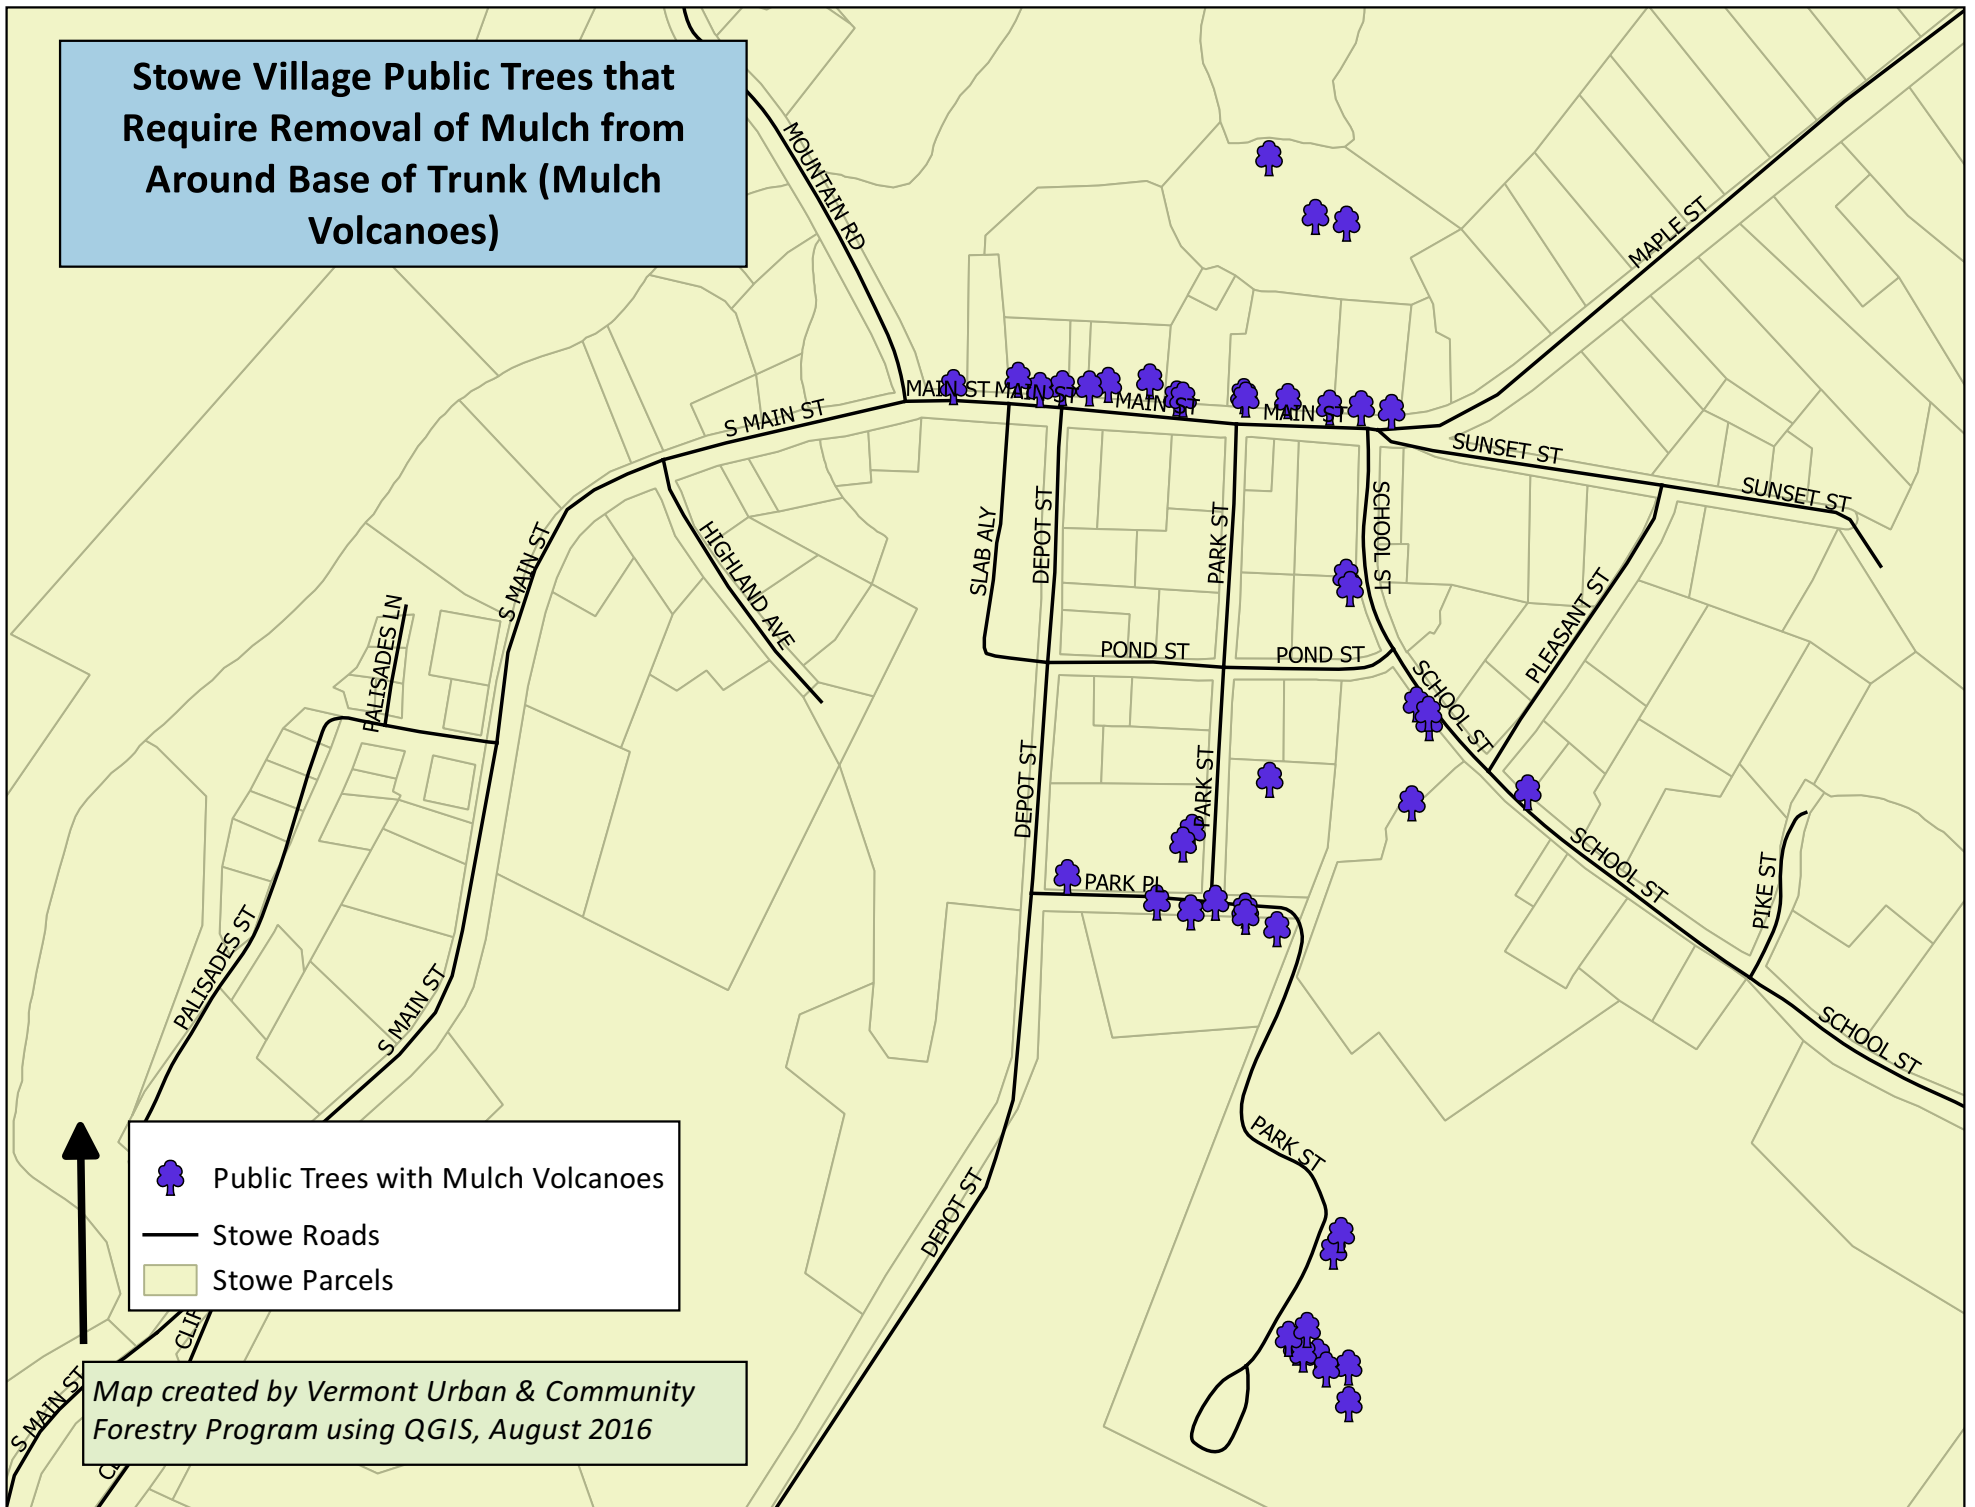 Stowe Village Public Trees that
Require Removal of Mulch from
Around Base of Trunk (Mulch
Volcanoes)
MOUNTAIN RD
MAPLE ST
MAIN ST
MAIN ST
MAIN ST
MAIN ST
S MAIN ST
SUNSET ST
SUNSET ST
SLAB ALY
DEPOT ST
PARK ST
SCHOOL ST
S MAIN ST
HIGHLAND AVE
PALISADES LN
PLEASANT ST
POND ST
POND ST
SCHOOL ST
DEPOT ST
PARK ST
SCHOOL ST
PIKE ST
PARK PL
PALISADES ST
S MAIN ST
SCHOOL ST
PARK ST
DEPOT ST
Public Trees with Mulch Volcanoes
Stowe Roads
Stowe Parcels
S MAIN ST
Map created by Vermont Urban & Community
Forestry Program using QGIS, August 2016